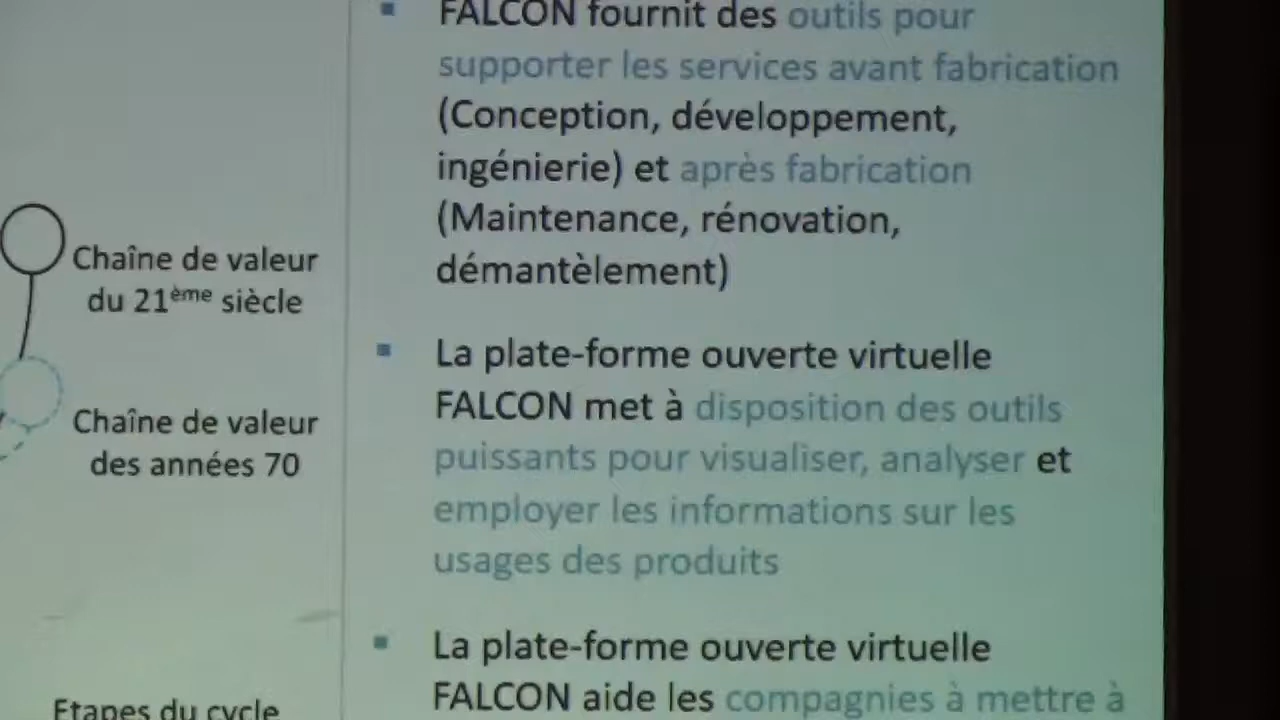 FALCON fournit des outils pour
supporter les services avant fabrication
(Conception, développement,
ingénierie) et après fabrication
(Maintenance, rénovation,
démantèlement)
La plate-forme ouverte virtuelle
FALCON met à disposition des outils
puissants pour visualiser, analyser et
employer les informations sur les
usages des produits
La plate-forme ouverte virtuelle
FALCON aide les compagnies à mettre à
Chaîne de valeur
du 21ème siècle
Chaîne de valeur
des années 70
Etapes du cycle